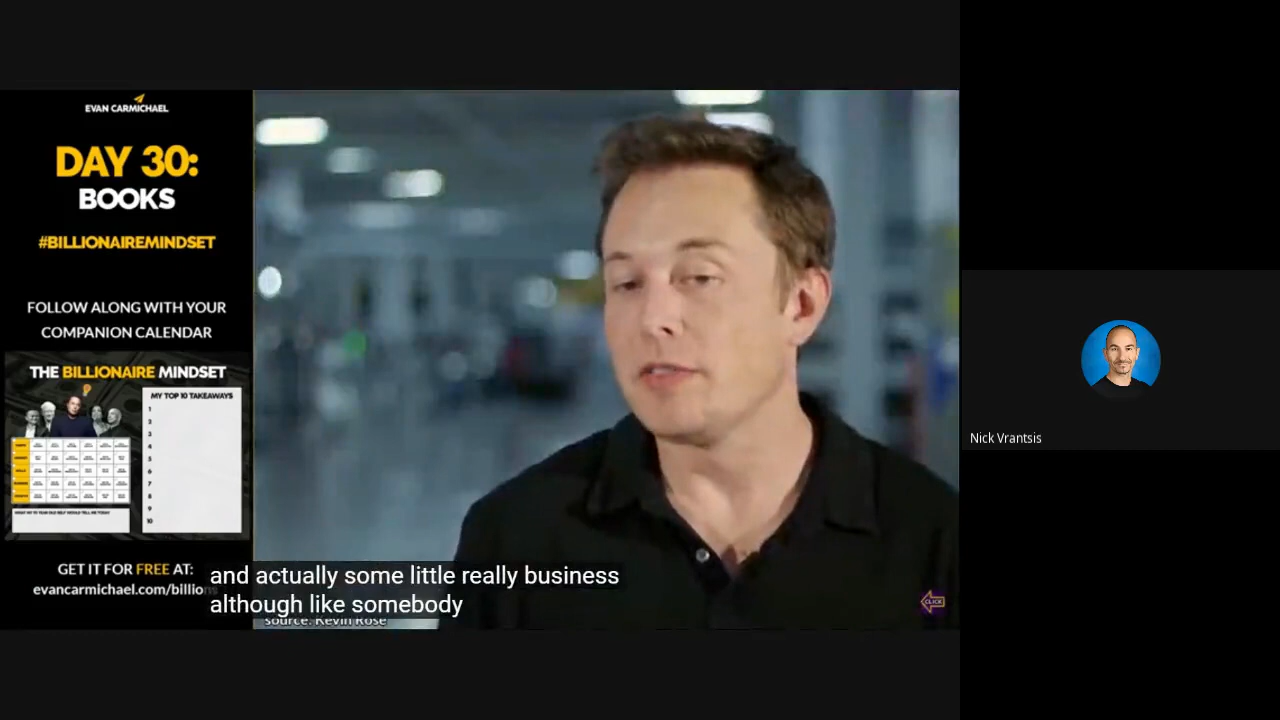 EVAN CARMICHAEL
DAY 30:
BOOKS
#BILLIONAIREMINDSET
FOLLOW ALONG WITH YOUR
COMPANION CALENDAR
THE BILLIONAIRE MINDSET
MY TOP 10 TAKEAWAYS
1
2
3
4
5
6
7
8
9
10
GET IT FOR FREE AT:
evancarmichael.com/billion
and actually some little really business
although like somebody
source: Kevin Rose
CLICK
Nick Vrantsis